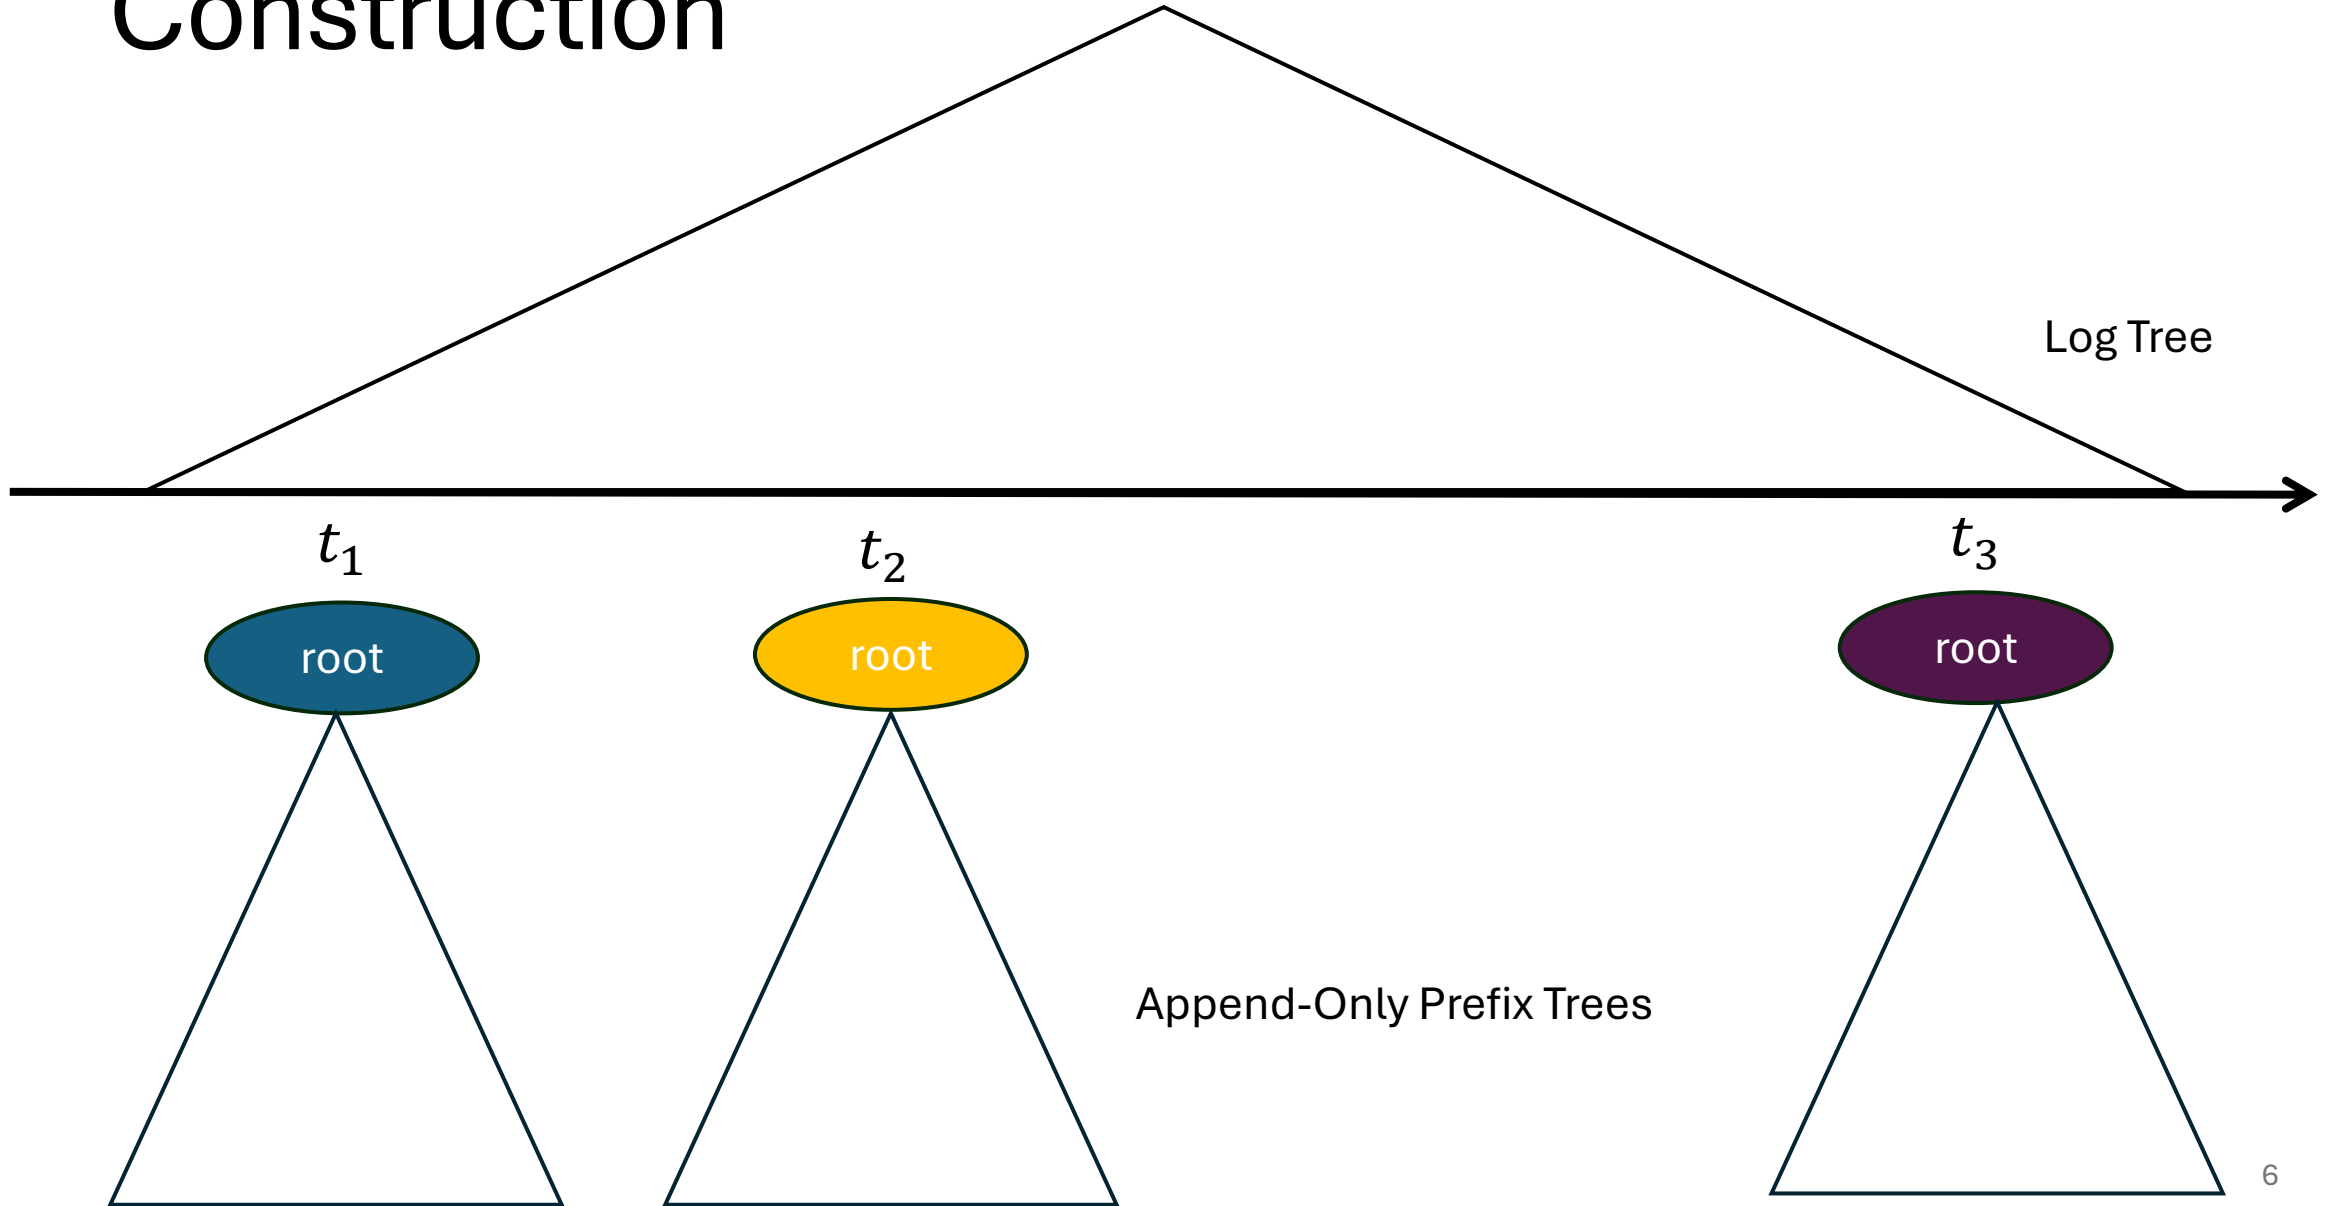 Construction
Log Tree
t₁
t₂
t₃
root
root
root
Append-Only Prefix Trees
6